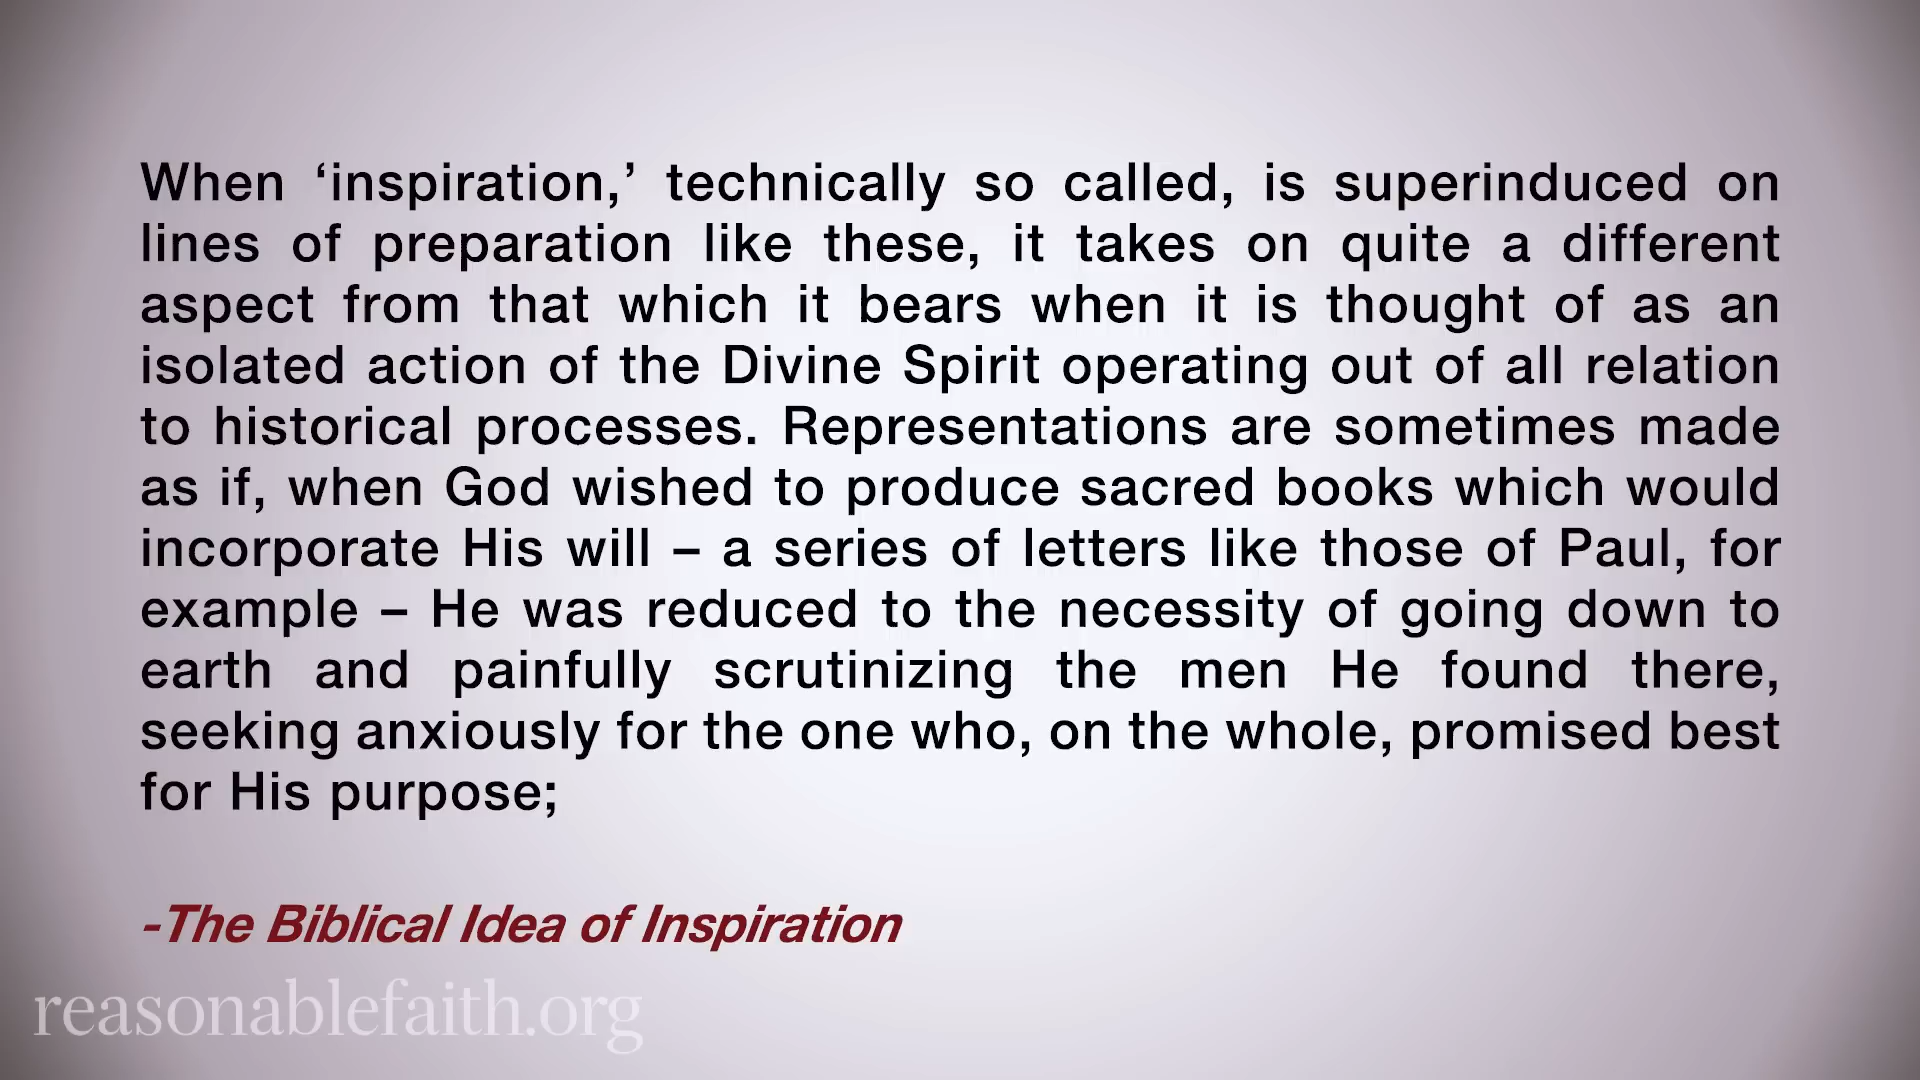 When ‘inspiration,’ technically so called, is superinduced on
lines of preparation like these, it takes on quite a different
aspect from that which it bears when it is thought of as an
isolated action of the Divine Spirit operating out of all relation
to historical processes. Representations are sometimes made
as if, when God wished to produce sacred books which would
incorporate His will – a series of letters like those of Paul, for
example – He was reduced to the necessity of going down to
earth and painfully scrutinizing the men He found there,
seeking anxiously for the one who, on the whole, promised best
for His purpose;
-The Biblical Idea of Inspiration
reasonablefaith.org